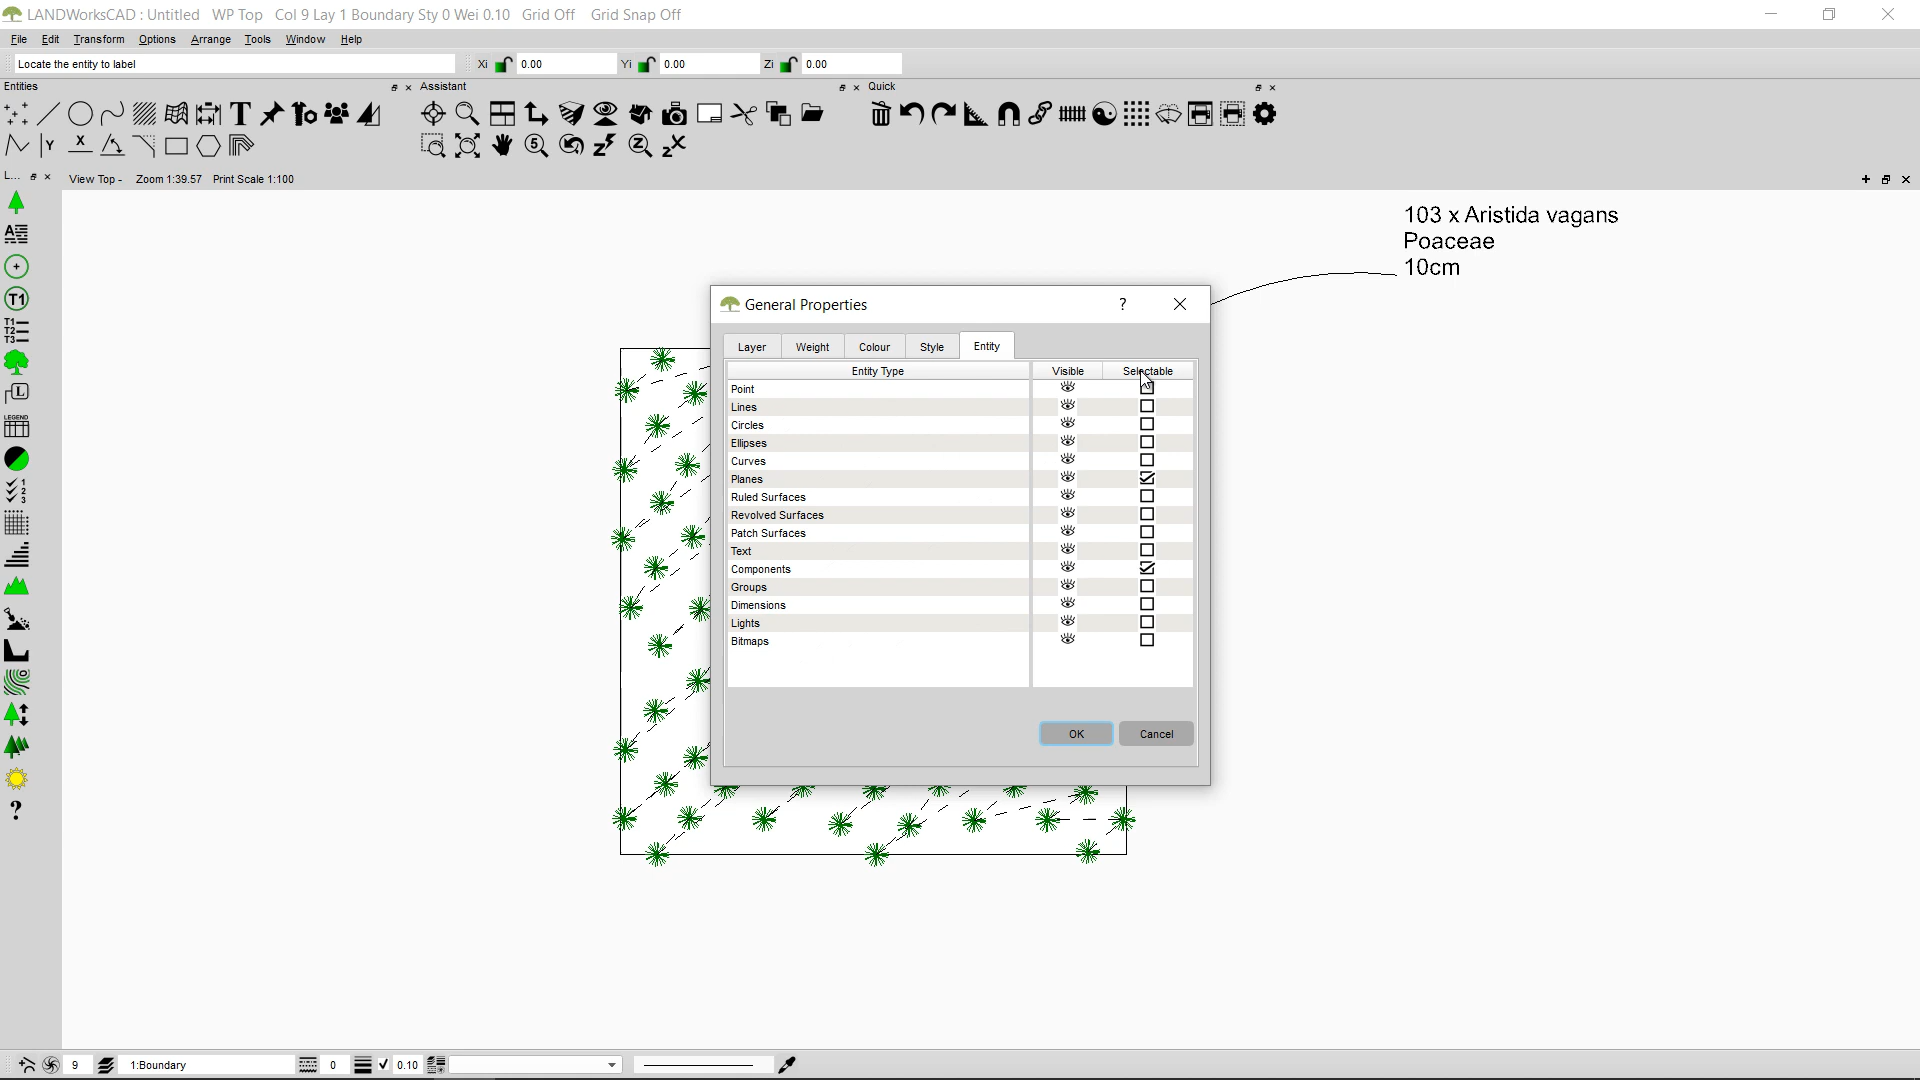 LANDWorksCAD : Untitled WP Top Col 9 Lay 1 Boundary Sty 0 Wei 0.10 Grid Off Grid Snap Off
File Edit Transform Options Arrange Tools Window Help
Locate the entity to label Xi 0.00 Yi 0.00 Zi 0.00
Entities Assistant Quick
L... View Top - Zoom 1:39.57 Print Scale 1:100
103 x Aristida vagans
Poaceae
10cm
General Properties ?
Layer Weight Colour Style Entity
Entity Type Visible Selectable
Point
Lines
Circles
Ellipses
Curves
Planes
Ruled Surfaces
Revolved Surfaces
Patch Surfaces
Text
Components
Groups
Dimensions
Lights
Bitmaps
OK Cancel
9 1:Boundary 0 0.10